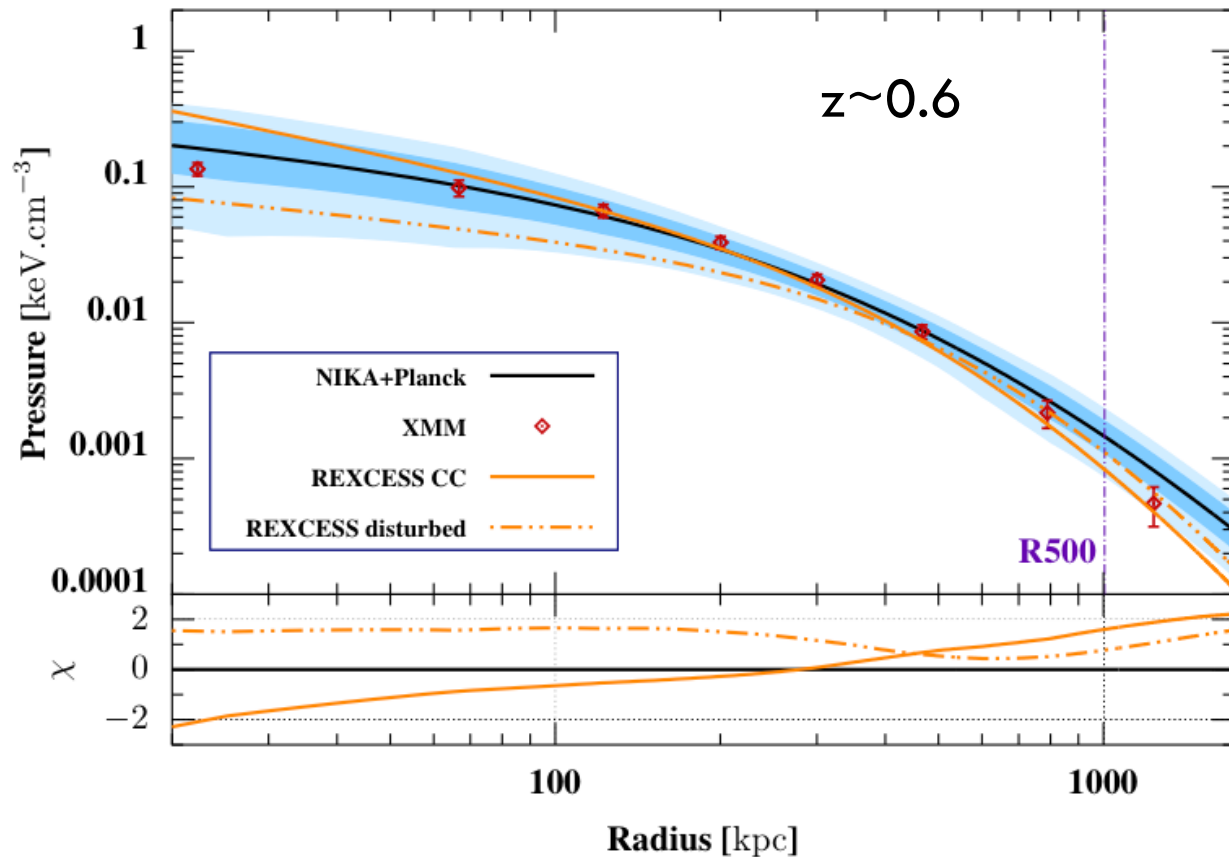 1
z~0.6
0.1
0.01
Pressure [keV.cm⁻³]
NIKA+Planck
XMM
0.001
REXCESS CC
REXCESS disturbed
R500
0.0001
2
χ
0
−2
100
1000
Radius [kpc]